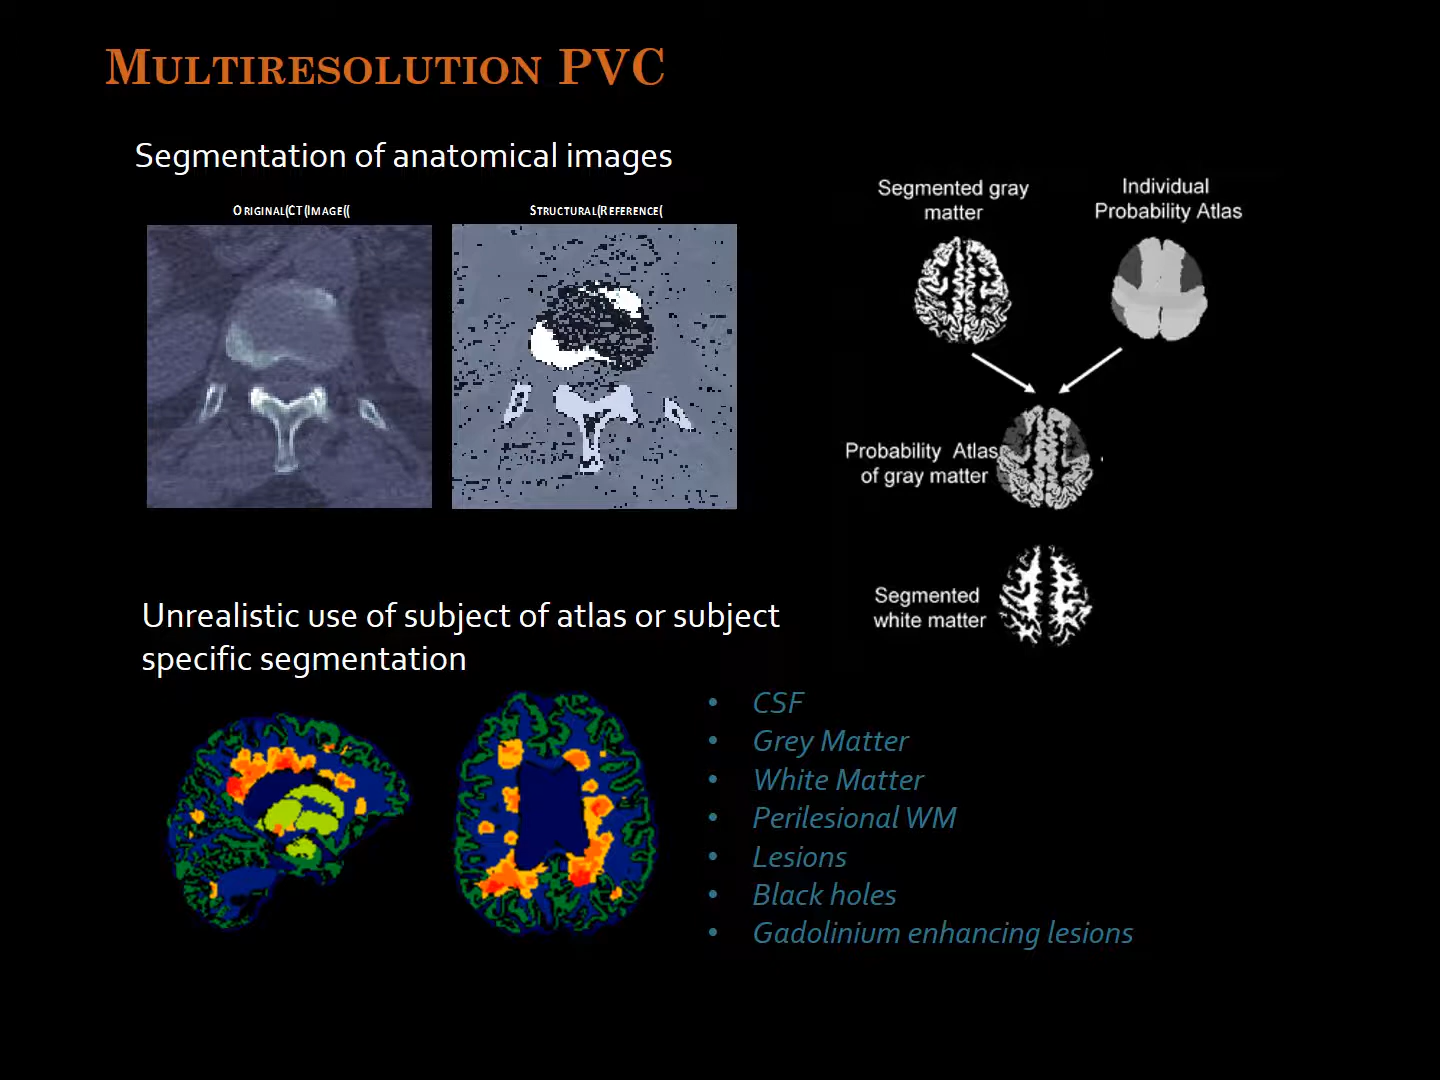 MULTIRESOLUTION PVC
Segmentation of anatomical images
ORIGINAL(CT(IMAGE((
STRUCTURAL(REFERENCE(
Segmented gray
matter
Individual
Probability Atlas
Probability Atlas
of gray matter
Segmented
white matter
Unrealistic use of subject of atlas or subject
specific segmentation
• CSF
• Grey Matter
• White Matter
• Perilesional WM
• Lesions
• Black holes
• Gadolinium enhancing lesions